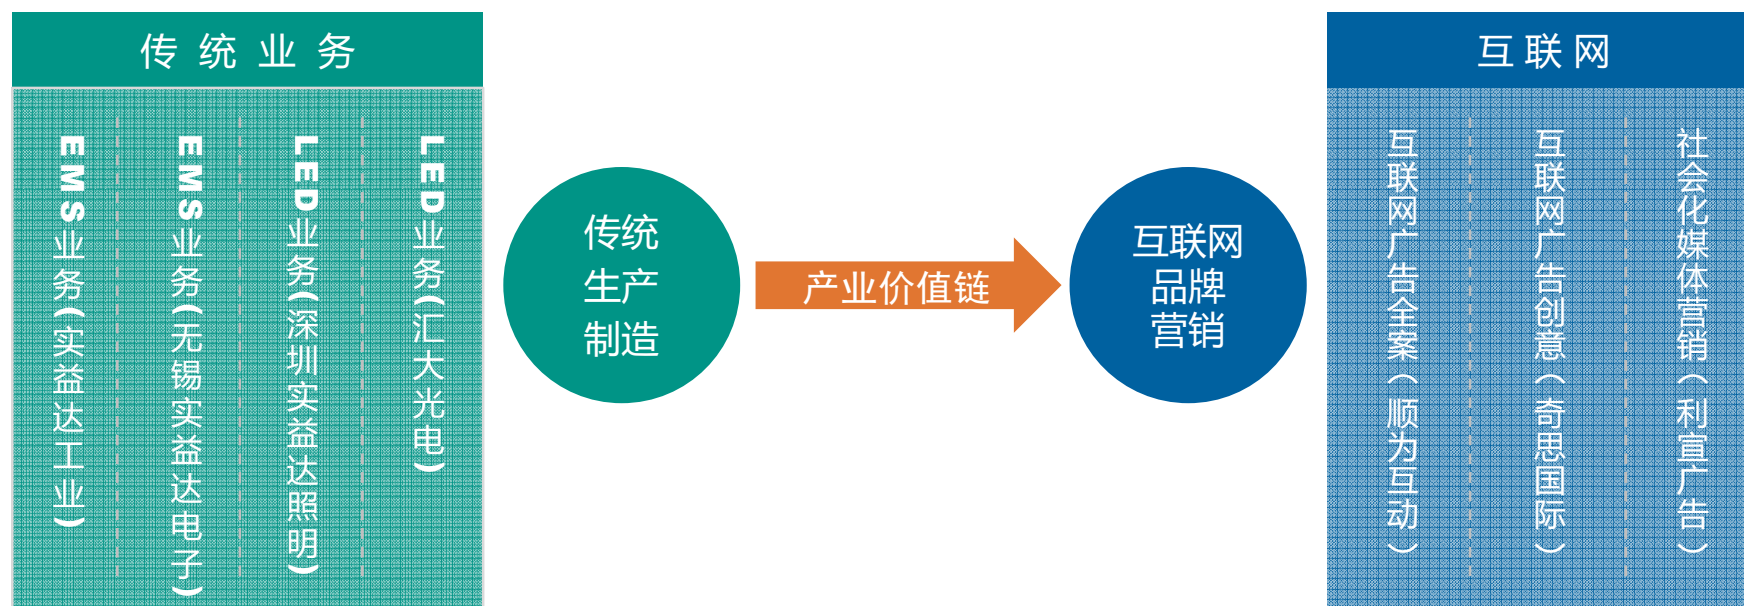 传统业务
EMS业务(实益达工业)
EMS业务(无锡实益达电子)
LED业务(深圳实益达照明)
LED业务(汇大光电)
传统
生产
制造
产业价值链
互联网
品牌
营销
互联网
互联网广告全案(顺为互动)
互联网广告创意(奇思国际)
社会化媒体营销(利宣广告)